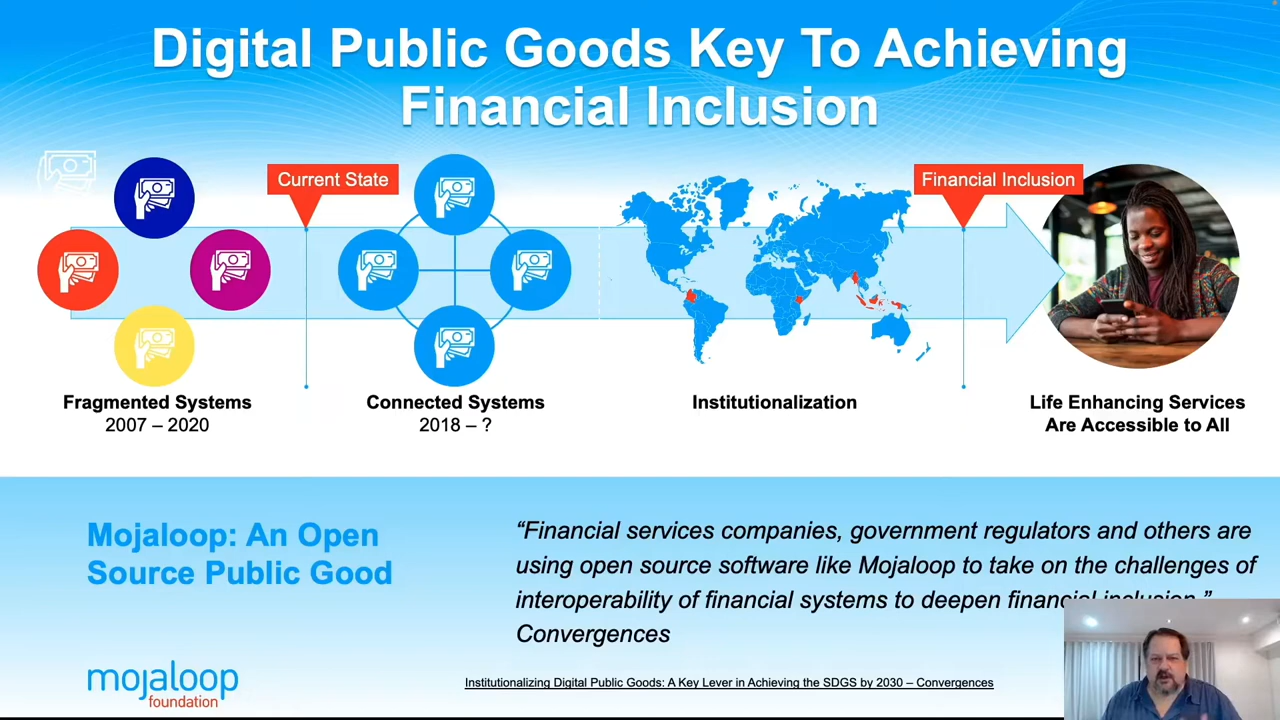 Digital Public Goods Key To Achieving
Financial Inclusion
Current State
Financial Inclusion
Fragmented Systems
2007 – 2020
Connected Systems
2018 – ?
Institutionalization
Life Enhancing Services
Are Accessible to All
Mojaloop: An Open
Source Public Good
“Financial services companies, government regulators and others are
using open source software like Mojaloop to take on the challenges of
interoperability of financial systems to deepen financial inclusion.”
Convergences
Institutionalizing Digital Public Goods: A Key Lever in Achieving the SDGS by 2030 – Convergences
mojaloop
foundation